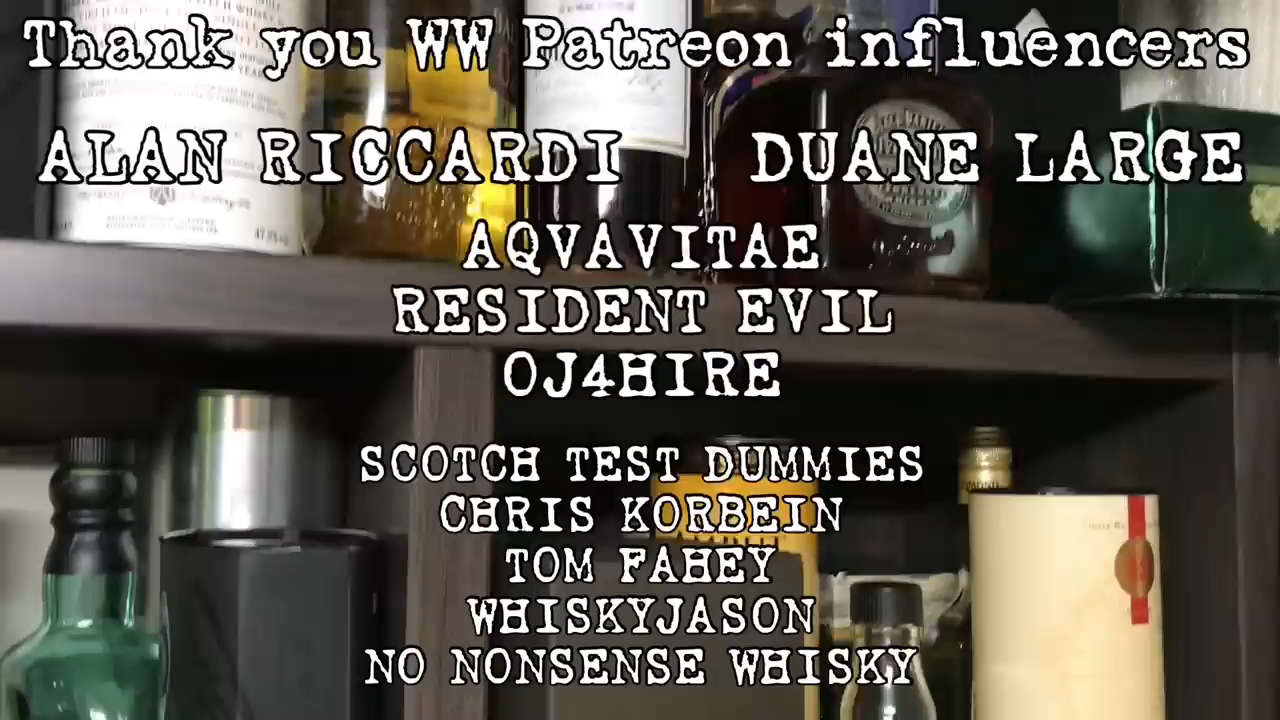 Thank you WW Patreon influencers
ALAN RICCARDI DUANE LARGE
AQVAVITAE
RESIDENT EVIL
OJ4HIRE
SCOTCH TEST DUMMIES
CHRIS KORBEIN
TOM FAHEY
WHISKYJASON
NO NONSENSE WHISKY